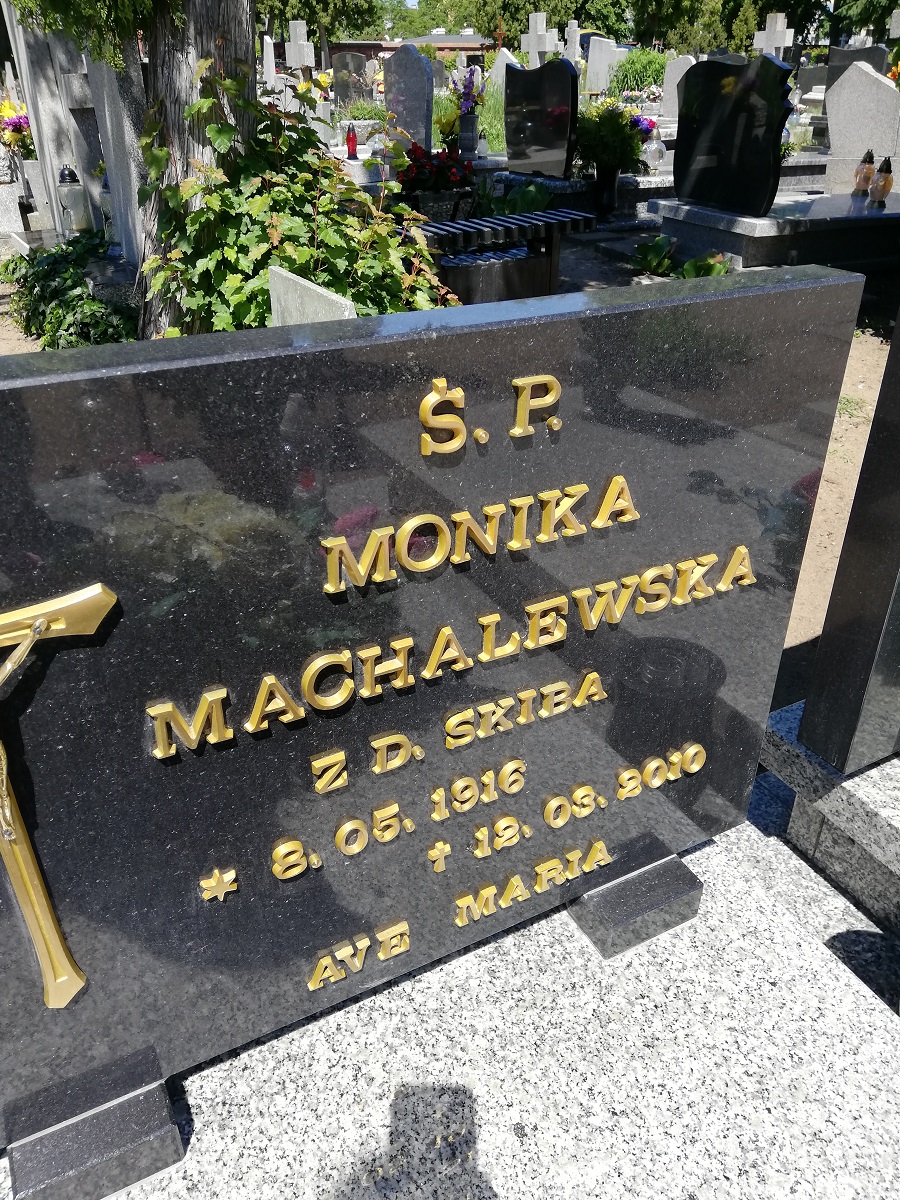 Ś. P.
MONIKA
MACHALEWSKA
Z D. SKIBA
* 8. 05. 1916
✝ 12. 03. 2010
AVE MARIA